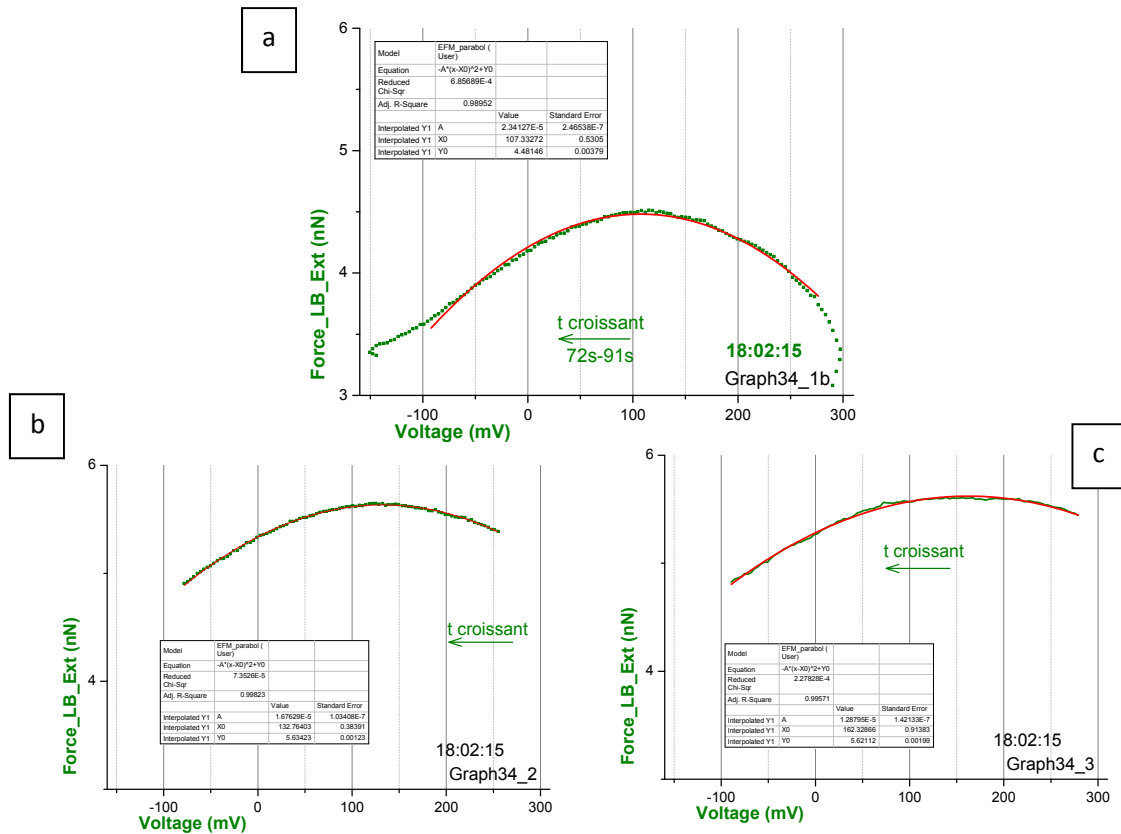 a
6
5
4
3
Force_LB_Ext (nN)
Model EFM_parabol (
User)
Equation -A*(x-X0)^2+Y0
Reduced
Chi-Sqr 6.85689E-4
Adj. R-Square 0.98952
Value Standard Error
Interpolated Y1 A 2.34127E-5 2.46538E-7
Interpolated Y1 X0 107.33272 0.5305
Interpolated Y1 Y0 4.48146 0.00379
t croissant
72s-91s
18:02:15
Graph34_1b
-100 0 100 200 300
Voltage (mV)
b
6
4
Force_LB_Ext (nN)
t croissant
Model EFM_parabol (
User)
Equation -A*(x-X0)^2+Y0
Reduced
Chi-Sqr 7.3526E-5
Adj. R-Square 0.99823
Value Standard Error
Interpolated Y1 A 1.67629E-5 1.03408E-7
Interpolated Y1 X0 132.76403 0.38391
Interpolated Y1 Y0 5.63423 0.00123
18:02:15
Graph34_2
-100 0 100 200 300
Voltage (mV)
c
6
4
Force_LB_Ext (nN)
t croissant
Model EFM_parabol (
User)
Equation -A*(x-X0)^2+Y0
Reduced
Chi-Sqr 2.27828E-4
Adj. R-Square 0.99571
Value Standard Error
Interpolated Y1 A 1.28795E-5 1.42133E-7
Interpolated Y1 X0 162.32866 0.91383
Interpolated Y1 Y0 5.62112 0.00199
18:02:15
Graph34_3
-100 0 100 200 300
Voltage (mV)